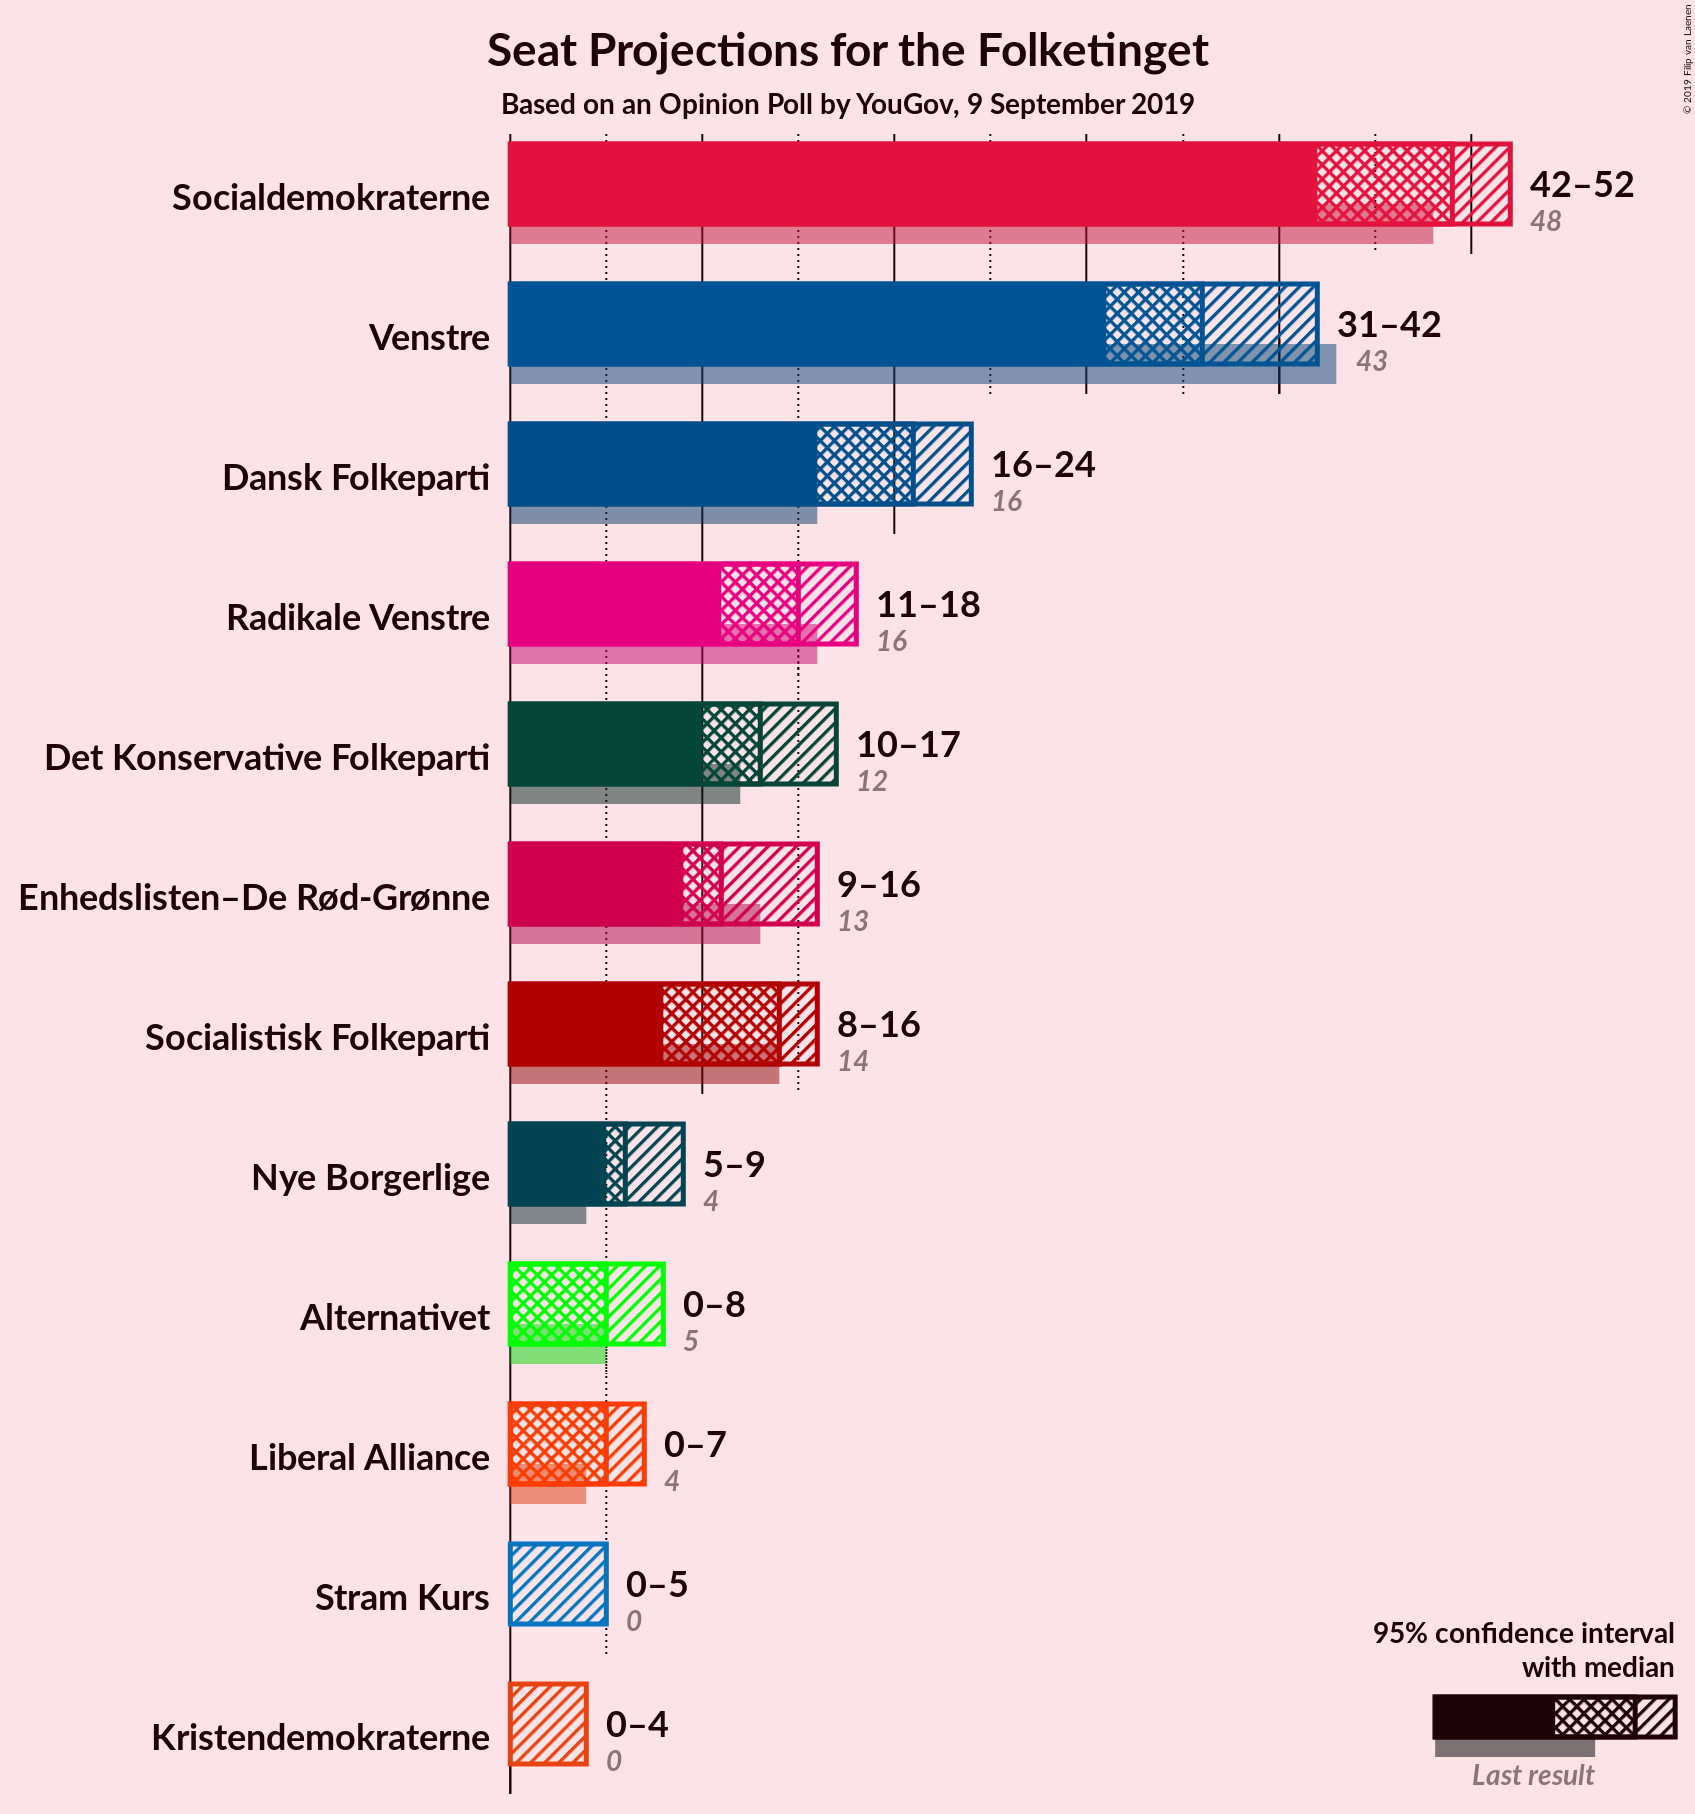 Seat Projections for the Folketinget
Based on an Opinion Poll by YouGov, 9 September 2019
© 2019 Filip van Laenen
Socialdemokraterne
42–52
48
Venstre
31–42
43
Dansk Folkeparti
16–24
16
Radikale Venstre
11–18
16
Det Konservative Folkeparti
10–17
12
Enhedslisten–De Rød-Grønne
9–16
13
Socialistisk Folkeparti
8–16
14
Nye Borgerlige
5–9
4
Alternativet
0–8
5
Liberal Alliance
0–7
4
Stram Kurs
0–5
0
Kristendemokraterne
0–4
0
95% confidence interval
with median
Last result